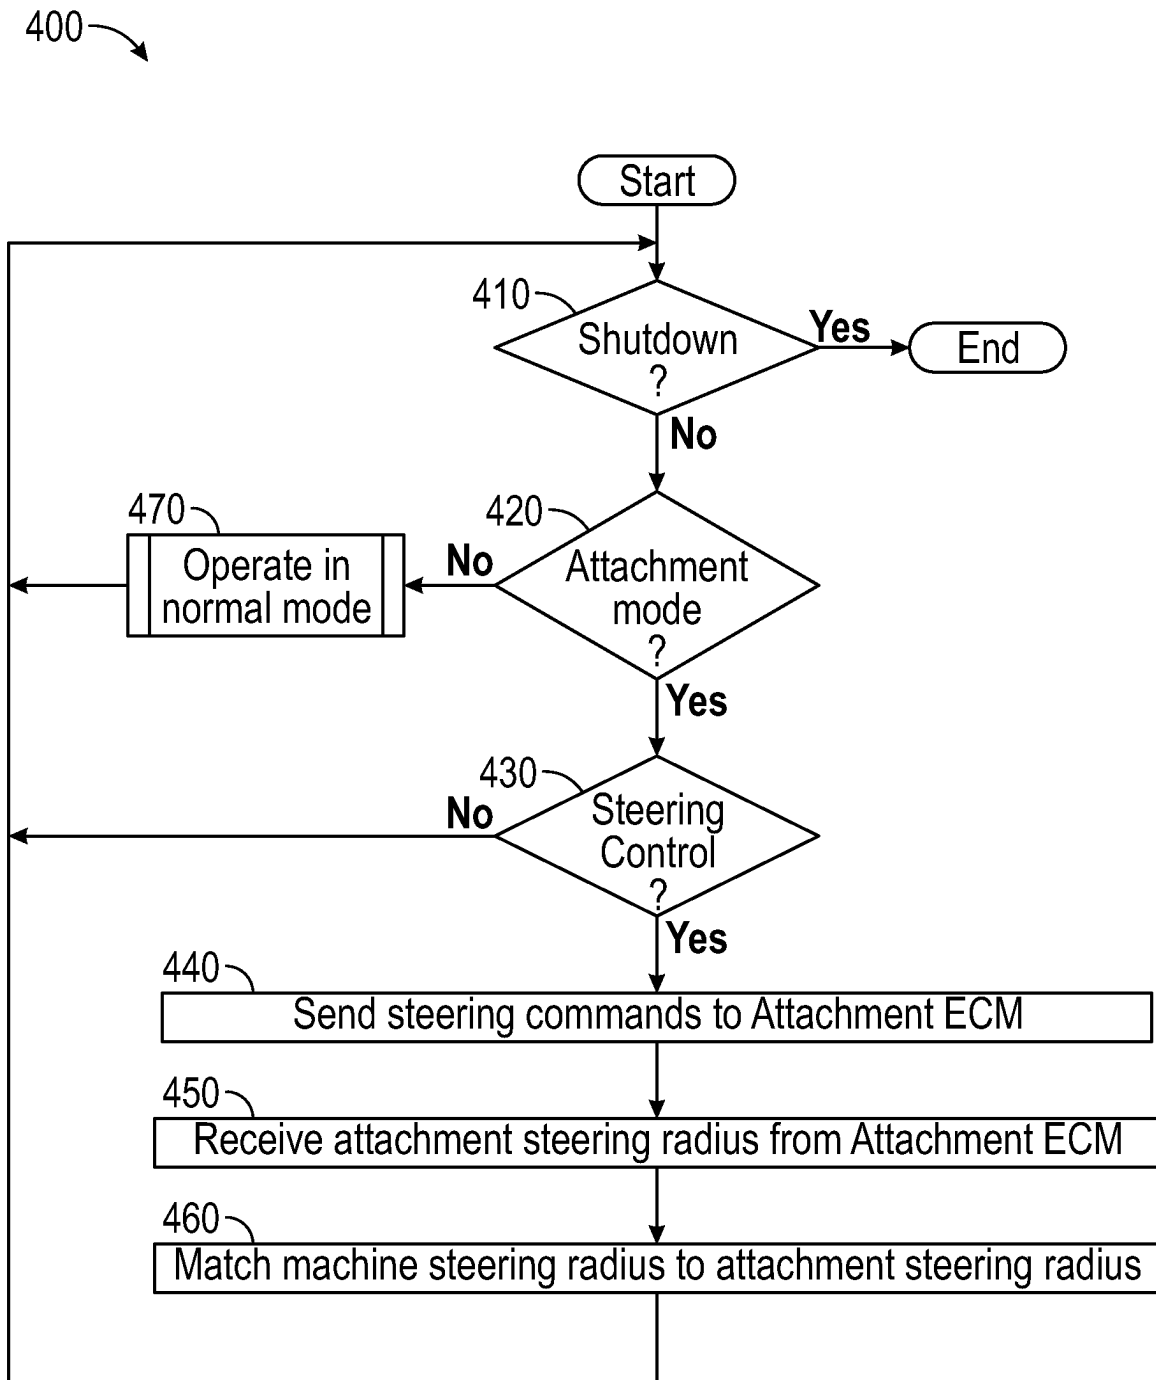 400
Start
410
Shutdown
?
Yes
End
No
470
Operate in
normal mode
No
420
Attachment
mode
?
Yes
430
No
Steering
Control
?
Yes
440
Send steering commands to Attachment ECM
450
Receive attachment steering radius from Attachment ECM
460
Match machine steering radius to attachment steering radius